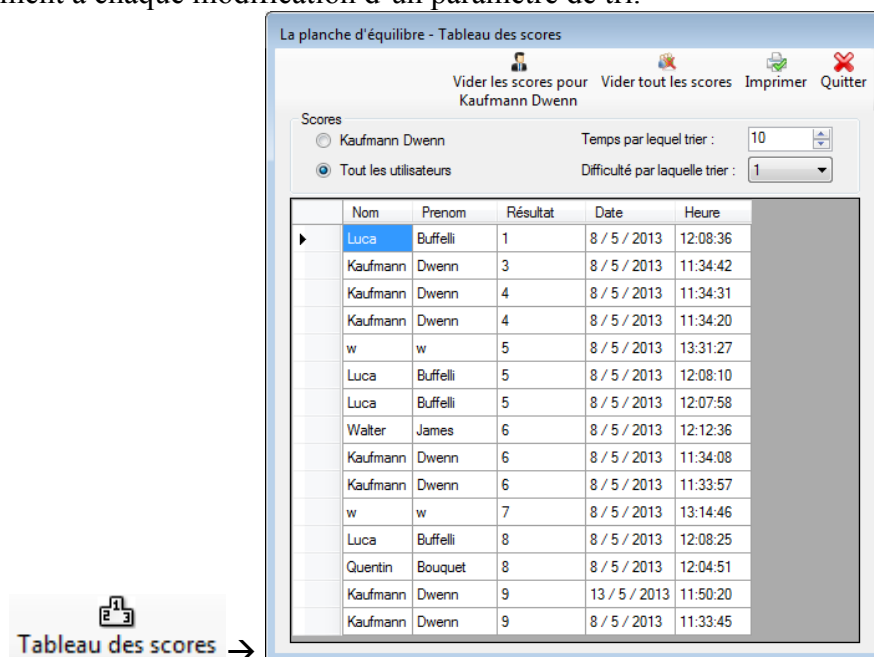 ment à chaque modification d'un paramètre de tri.
La planche d'équilibre - Tableau des scores
Vider les scores pour Kaufmann Dwenn
Vider tout les scores
Imprimer
Quitter
Scores
Kaufmann Dwenn
Temps par lequel trier : 10
Tout les utilisateurs
Difficulté par laquelle trier : 1
Nom Prenom Résultat Date Heure
Luca Buffelli 1 8 / 5 / 2013 12:08:36
Kaufmann Dwenn 3 8 / 5 / 2013 11:34:42
Kaufmann Dwenn 4 8 / 5 / 2013 11:34:31
Kaufmann Dwenn 4 8 / 5 / 2013 11:34:20
w w 5 8 / 5 / 2013 13:31:27
Luca Buffelli 5 8 / 5 / 2013 12:08:10
Luca Buffelli 5 8 / 5 / 2013 12:07:58
Walter James 6 8 / 5 / 2013 12:12:36
Kaufmann Dwenn 6 8 / 5 / 2013 11:34:08
Kaufmann Dwenn 6 8 / 5 / 2013 11:33:57
w w 7 8 / 5 / 2013 13:14:46
Luca Buffelli 8 8 / 5 / 2013 12:08:25
Quentin Bouquet 8 8 / 5 / 2013 12:04:51
Kaufmann Dwenn 9 13 / 5 / 2013 11:50:20
Kaufmann Dwenn 9 8 / 5 / 2013 11:33:45
Tableau des scores →